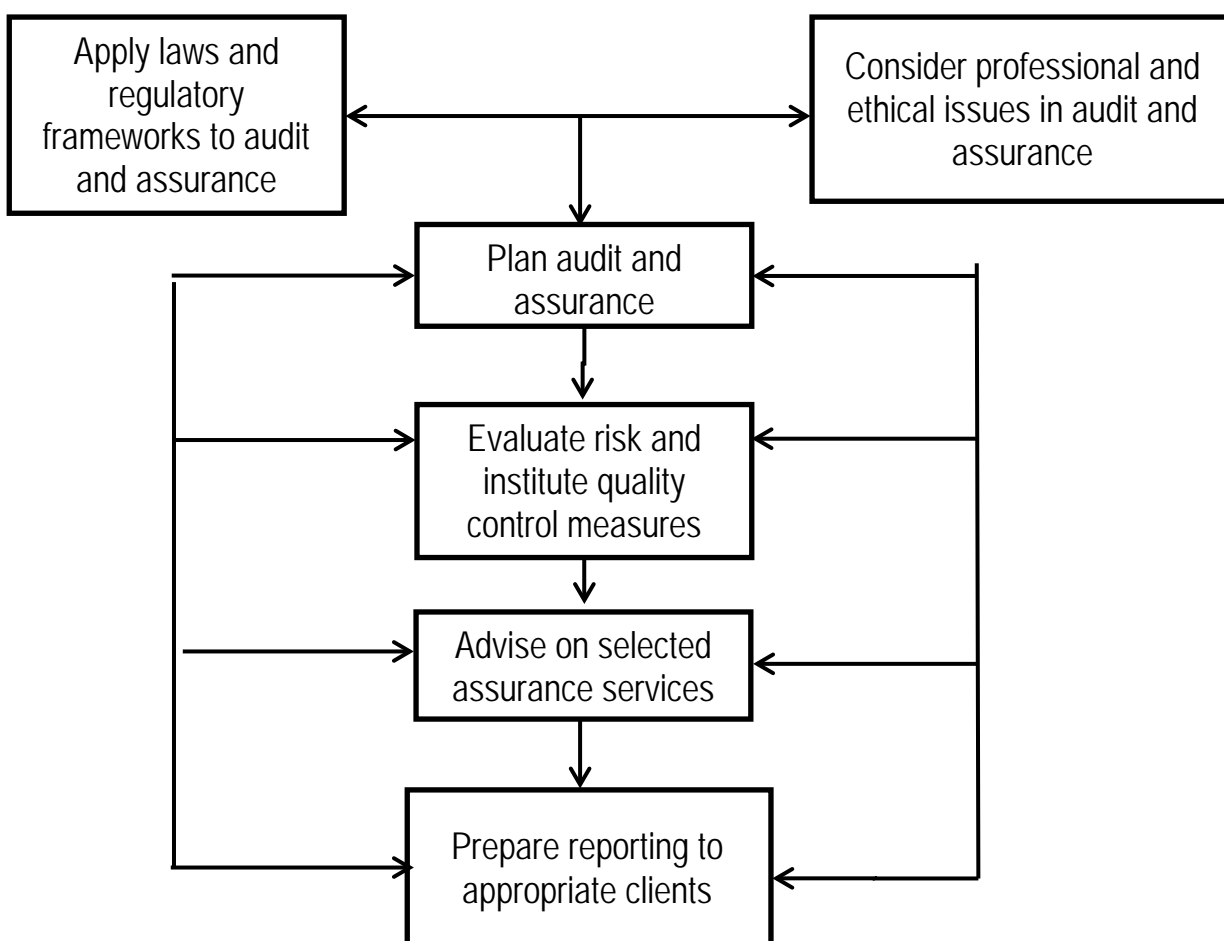 Apply laws and
regulatory
frameworks to audit
and assurance
Consider professional and
ethical issues in audit and
assurance
Plan audit and
assurance
Evaluate risk and
institute quality
control measures
Advise on selected
assurance services
Prepare reporting to
appropriate clients